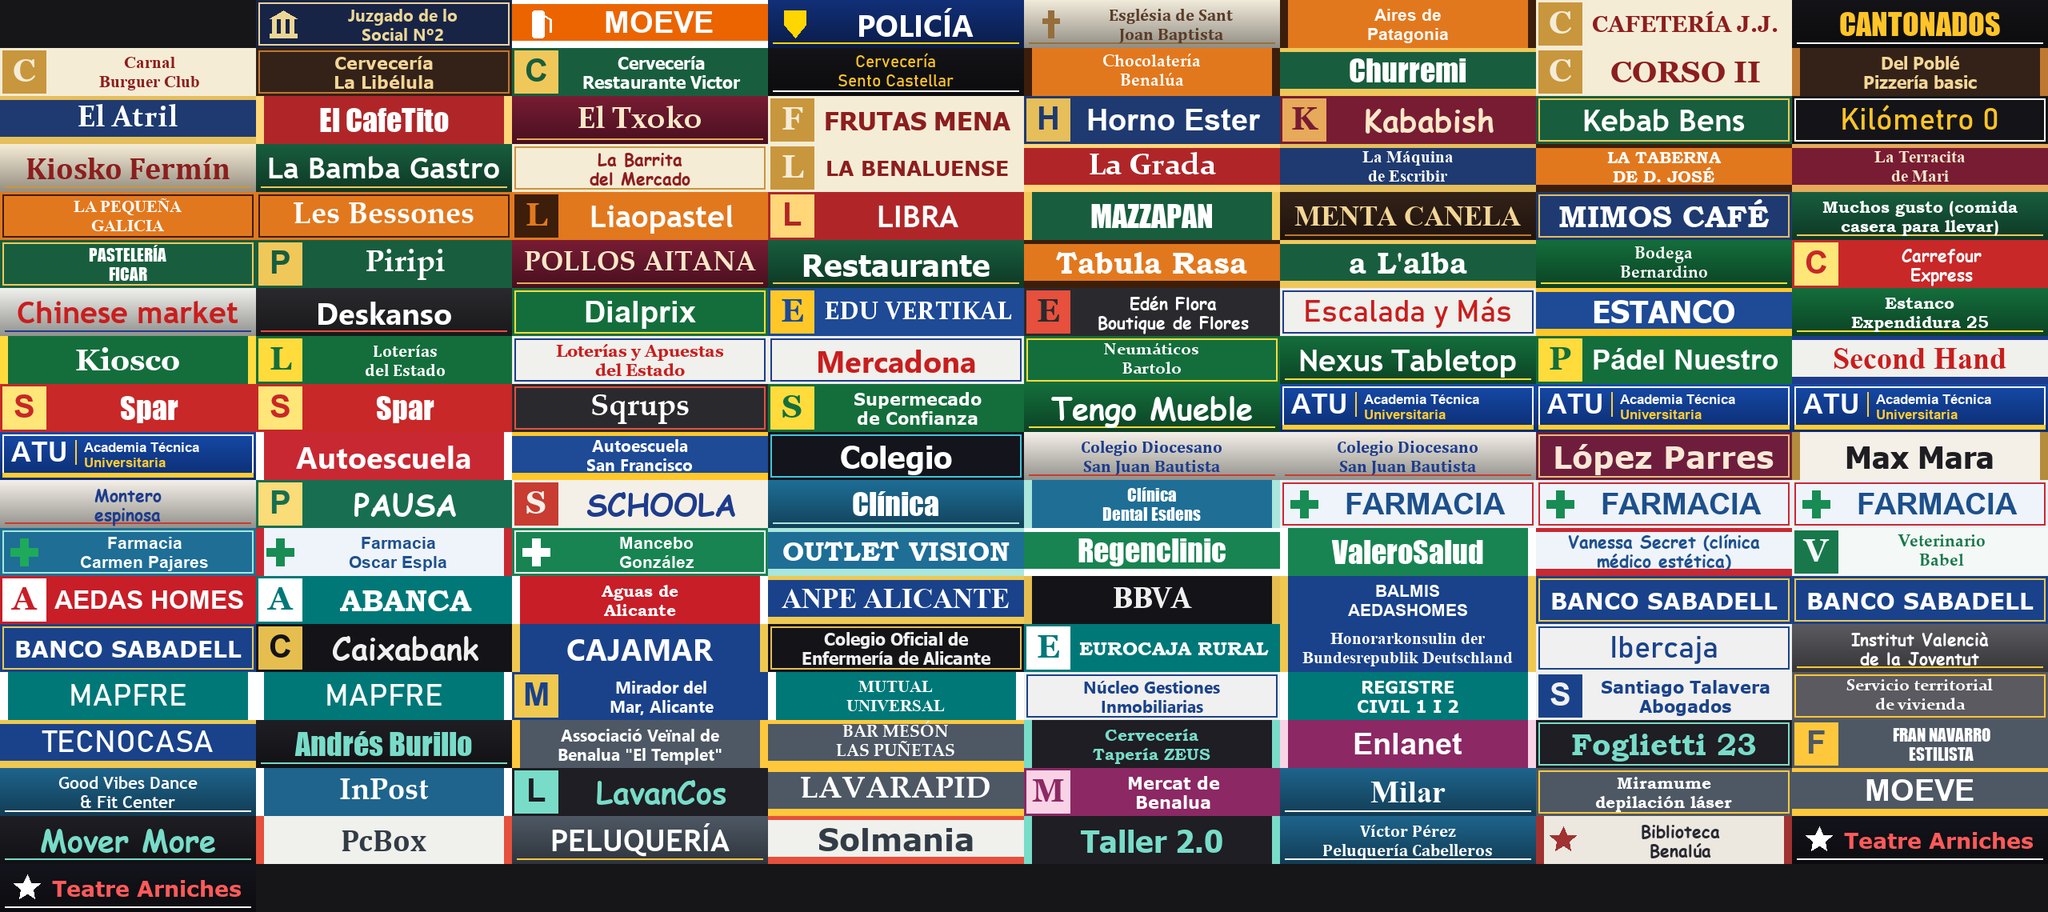 Juzgado de lo
Social Nº2
MOEVE
POLICÍA
Església de Sant
Joan Baptista
Aires de
Patagonia
C CAFETERÍA J.J.
CANTONADOS
C Carnal
Burguer Club
Cervecería
La Libélula
C Cervecería
Restaurante Victor
Cervecería
Sento Castellar
Chocolatería
Benalúa
Churremi
C CORSO II
Del Poblé
Pizzería basic
El Atril
El CafeTito
El Txoko
F FRUTAS MENA
H Horno Ester
K Kababish
Kebab Bens
Kilómetro 0
Kiosko Fermín
La Bamba Gastro
La Barrita
del Mercado
L LA BENALUENSE
La Grada
La Máquina
de Escribir
LA TABERNA
DE D. JOSÉ
La Terracita
de Mari
LA PEQUEÑA
GALICIA
Les Bessones
L Liaopastel
L LIBRA
MAZZAPAN
MENTA CANELA
MIMOS CAFÉ
Muchos gusto (comida
casera para llevar)
PASTELERÍA
FICAR
P Piripi
POLLOS AITANA
Restaurante
Tabula Rasa
a L'alba
Bodega
Bernardino
C Carrefour
Express
Chinese market
Deskanso
Dialprix
E EDU VERTIKAL
E Edén Flora
Boutique de Flores
Escalada y Más
ESTANCO
Estanco
Expendidura 25
Kiosco
L Loterías
del Estado
Loterías y Apuestas
del Estado
Mercadona
Neumáticos
Bartolo
Nexus Tabletop
P Pádel Nuestro
Second Hand
S Spar
S Spar
Sqrups
S Supermecado
de Confianza
Tengo Mueble
ATU Academia Técnica
Universitaria
ATU Academia Técnica
Universitaria
ATU Academia Técnica
Universitaria
ATU Academia Técnica
Universitaria
Autoescuela
Autoescuela
San Francisco
Colegio
Colegio Diocesano
San Juan Bautista
Colegio Diocesano
San Juan Bautista
López Parres
Max Mara
Montero
espinosa
P PAUSA
S SCHOOLA
Clínica
Clínica
Dental Esdens
FARMACIA
FARMACIA
FARMACIA
Farmacia
Carmen Pajares
Farmacia
Oscar Espla
Mancebo
González
OUTLET VISION
Regenclinic
ValeroSalud
Vanessa Secret (clínica
médico estética)
V Veterinario
Babel
A AEDAS HOMES
A ABANCA
Aguas de
Alicante
ANPE ALICANTE
BBVA
BALMIS
AEDASHOMES
BANCO SABADELL
BANCO SABADELL
BANCO SABADELL
C Caixabank
CAJAMAR
Colegio Oficial de
Enfermería de Alicante
E EUROCAJA RURAL
Honorarkonsulin der
Bundesrepublik Deutschland
Ibercaja
Institut Valencià
de la Joventut
MAPFRE
MAPFRE
M Mirador del
Mar, Alicante
MUTUAL
UNIVERSAL
Núcleo Gestiones
Inmobiliarias
REGISTRE
CIVIL 1 I 2
S Santiago Talavera
Abogados
Servicio territorial
de vivienda
TECNOCASA
Andrés Burillo
Associació Veïnal de
Benalua "El Templet"
BAR MESÓN
LAS PUÑETAS
Cervecería
Tapería ZEUS
Enlanet
Foglietti 23
F FRAN NAVARRO
ESTILISTA
Good Vibes Dance
& Fit Center
InPost
L LavanCos
LAVARAPID
M Mercat de
Benalua
Milar
Miramume
depilación láser
MOEVE
Mover More
PcBox
PELUQUERÍA
Solmania
Taller 2.0
Víctor Pérez
Peluquería Cabelleros
Biblioteca
Benalúa
Teatre Arniches
Teatre Arniches